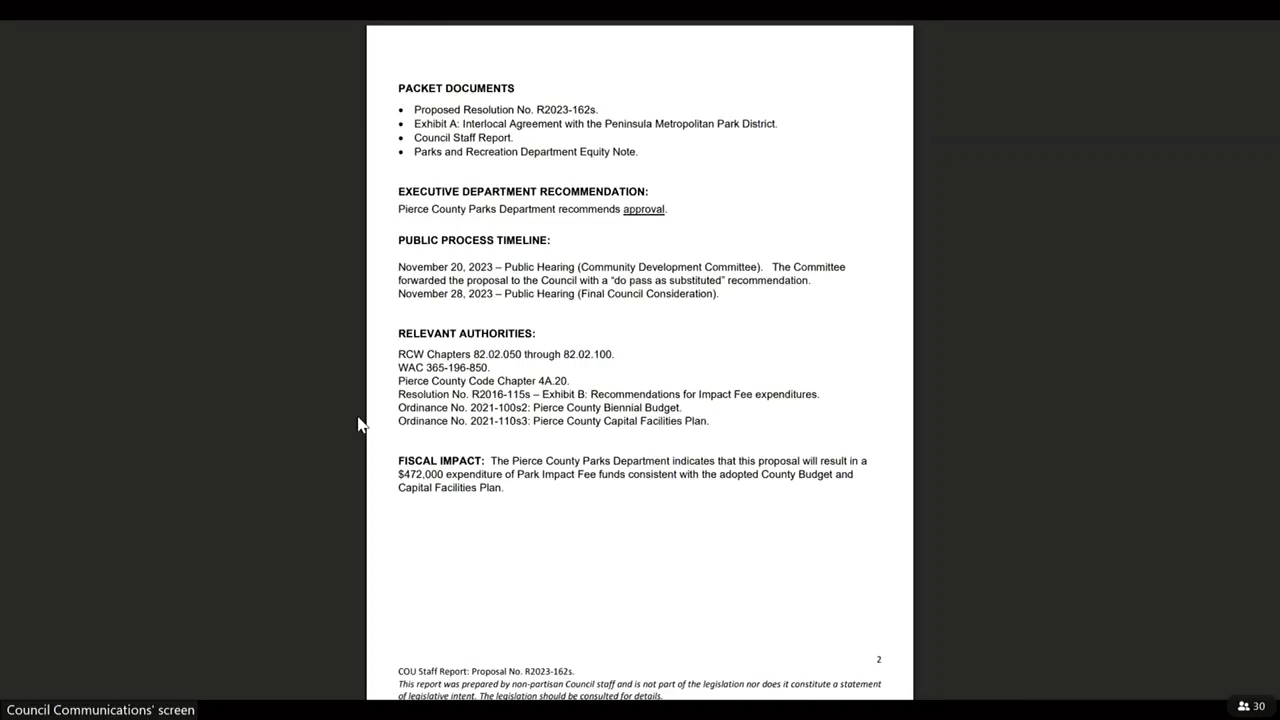 PACKET DOCUMENTS
• Proposed Resolution No. R2023-162s.
• Exhibit A: Interlocal Agreement with the Peninsula Metropolitan Park District.
• Council Staff Report.
• Parks and Recreation Department Equity Note.
EXECUTIVE DEPARTMENT RECOMMENDATION:
Pierce County Parks Department recommends approval.
PUBLIC PROCESS TIMELINE:
November 20, 2023 – Public Hearing (Community Development Committee). The Committee
forwarded the proposal to the Council with a “do pass as substituted” recommendation.
November 28, 2023 – Public Hearing (Final Council Consideration).
RELEVANT AUTHORITIES:
RCW Chapters 82.02.050 through 82.02.100.
WAC 365-196-850.
Pierce County Code Chapter 4A.20.
Resolution No. R2016-115s – Exhibit B: Recommendations for Impact Fee expenditures.
Ordinance No. 2021-100s2: Pierce County Biennial Budget.
Ordinance No. 2021-110s3: Pierce County Capital Facilities Plan.
FISCAL IMPACT: The Pierce County Parks Department indicates that this proposal will result in a
$472,000 expenditure of Park Impact Fee funds consistent with the adopted County Budget and
Capital Facilities Plan.
2
COU Staff Report: Proposal No. R2023-162s.
This report was prepared by non-partisan Council staff and is not part of the legislation nor does it constitute a statement
of legislative intent. The legislation should be consulted for details.
Council Communications' screen
30